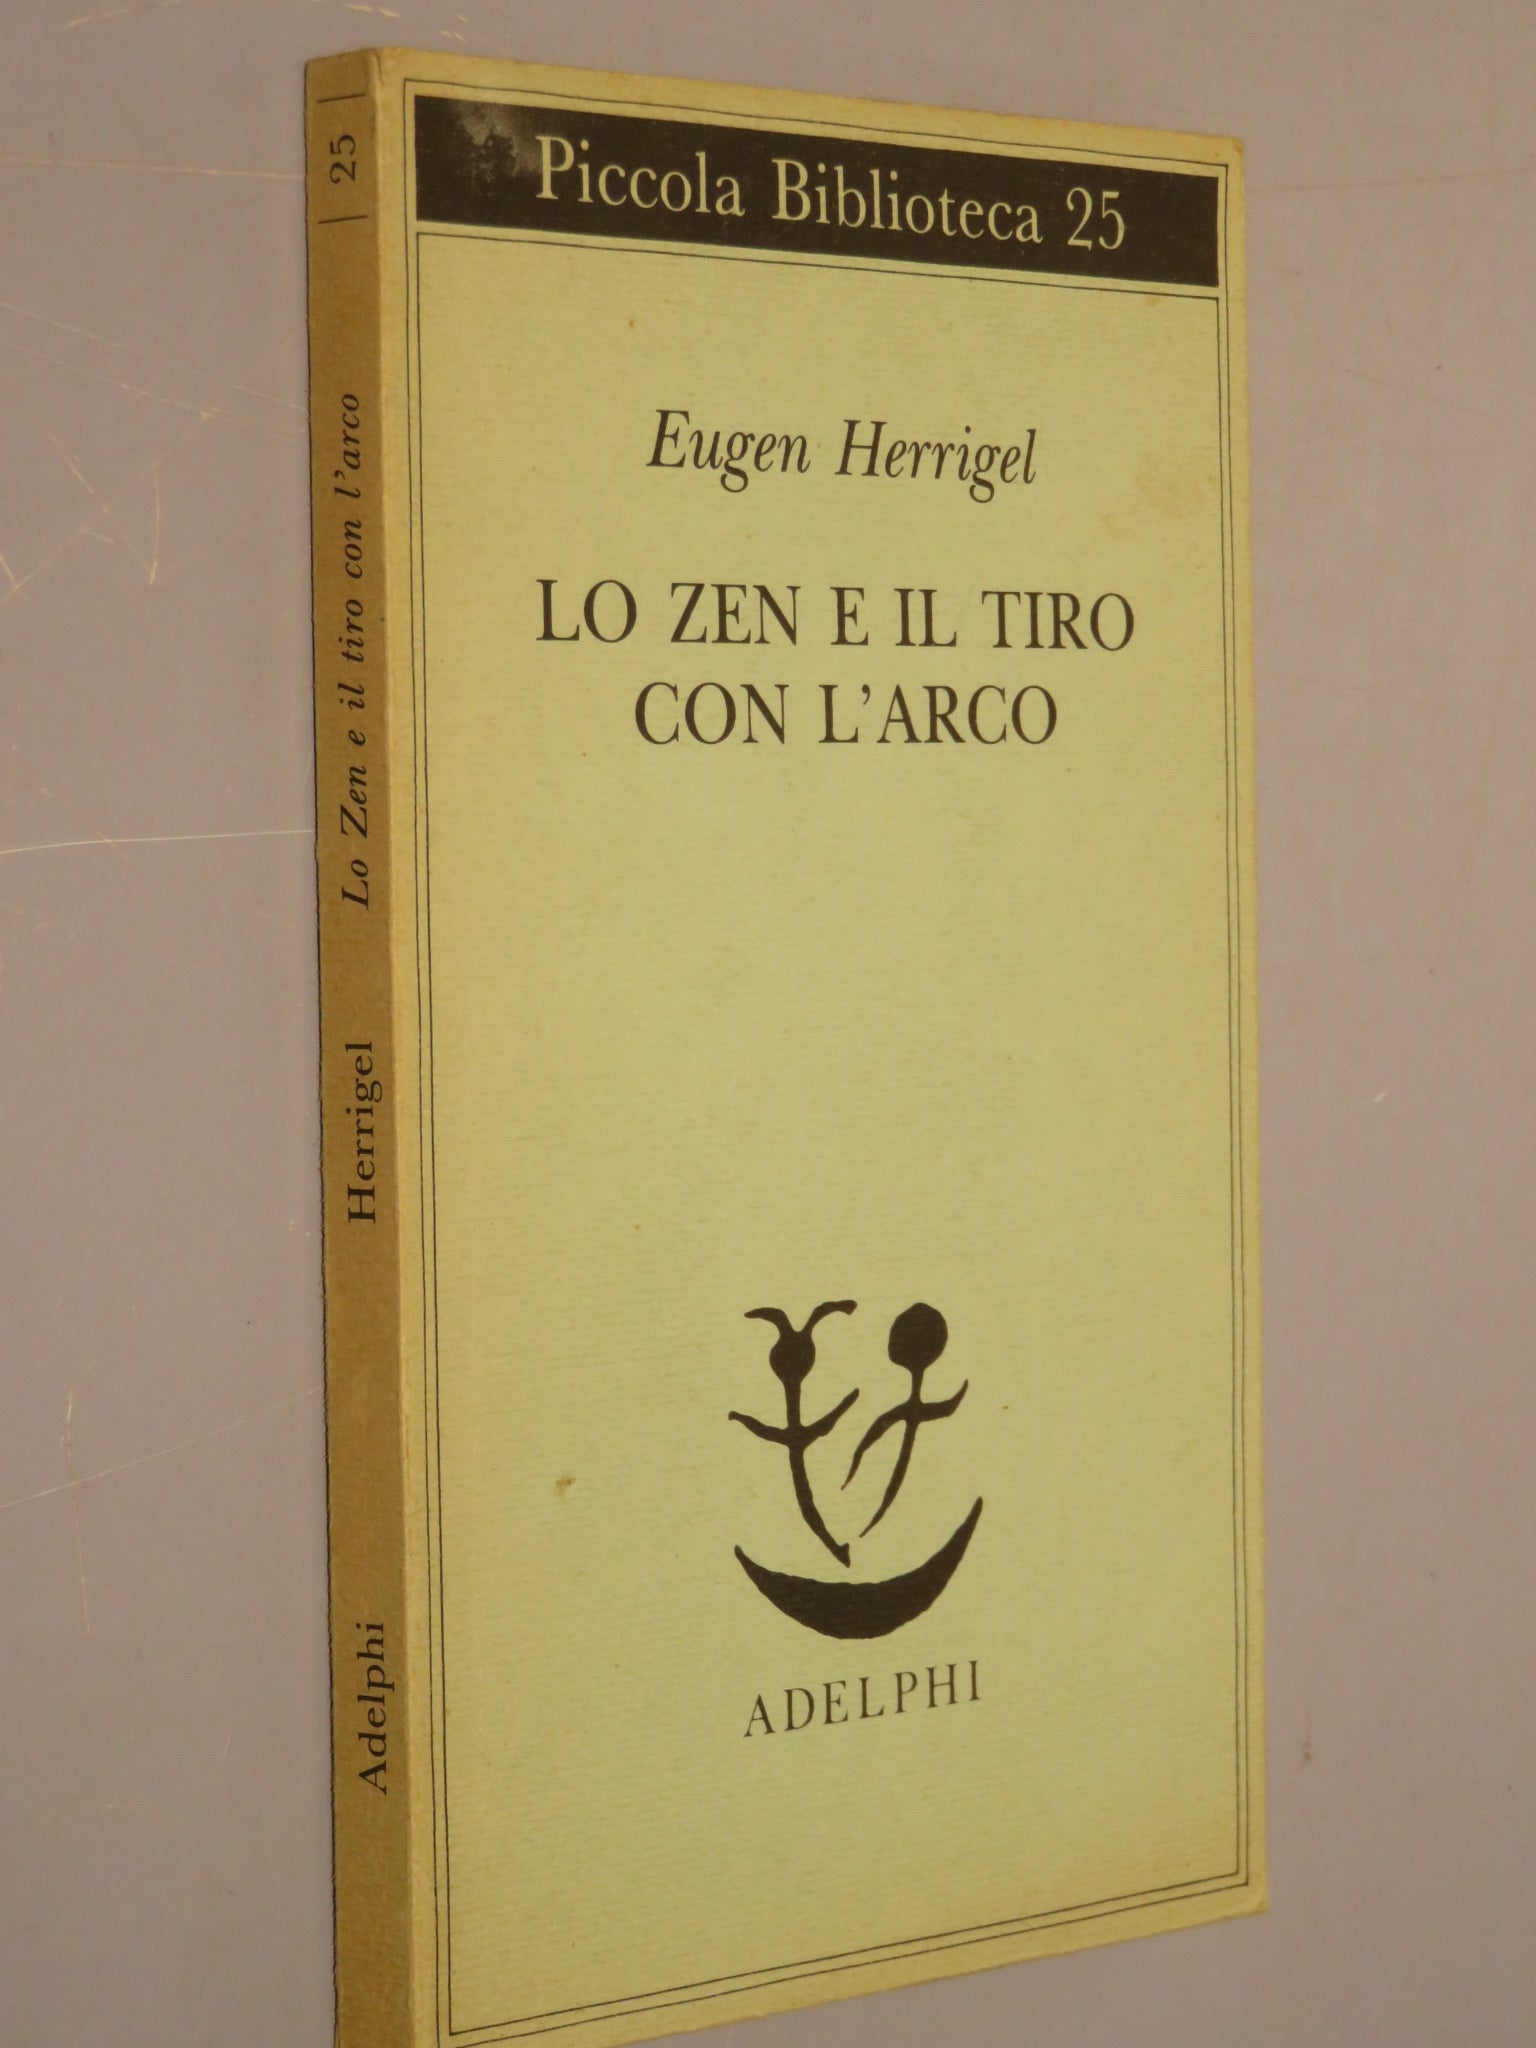 Piccola Biblioteca 25
Eugen Herrigel
LO ZEN E IL TIRO
CON L'ARCO
ADELPHI
Adelphi Herrigel Lo Zen e il tiro con l'arco 25